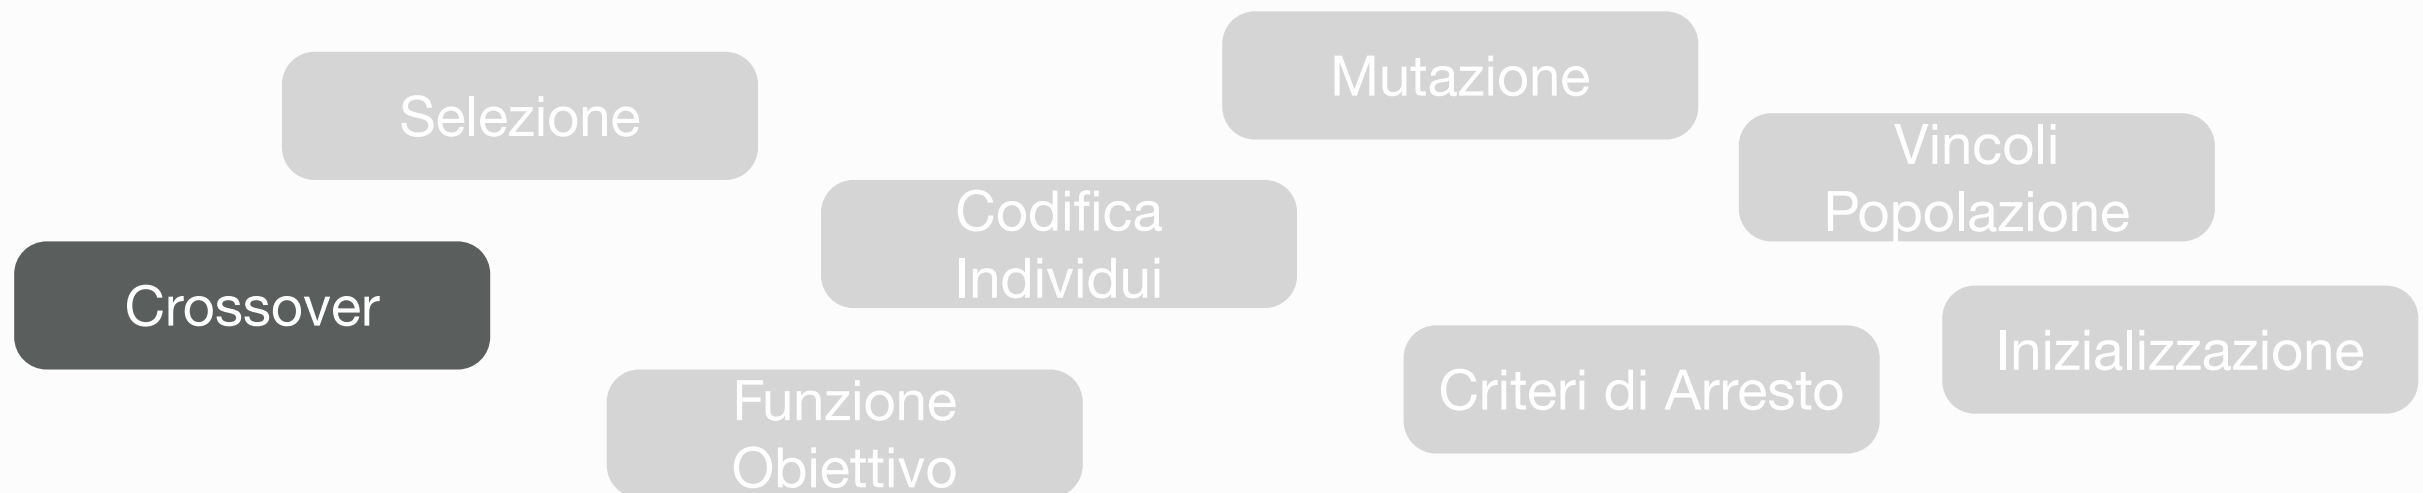 Mutazione
Selezione
Vincoli
Popolazione
Codifica
Individui
Crossover
Inizializzazione
Criteri di Arresto
Funzione
Obiettivo